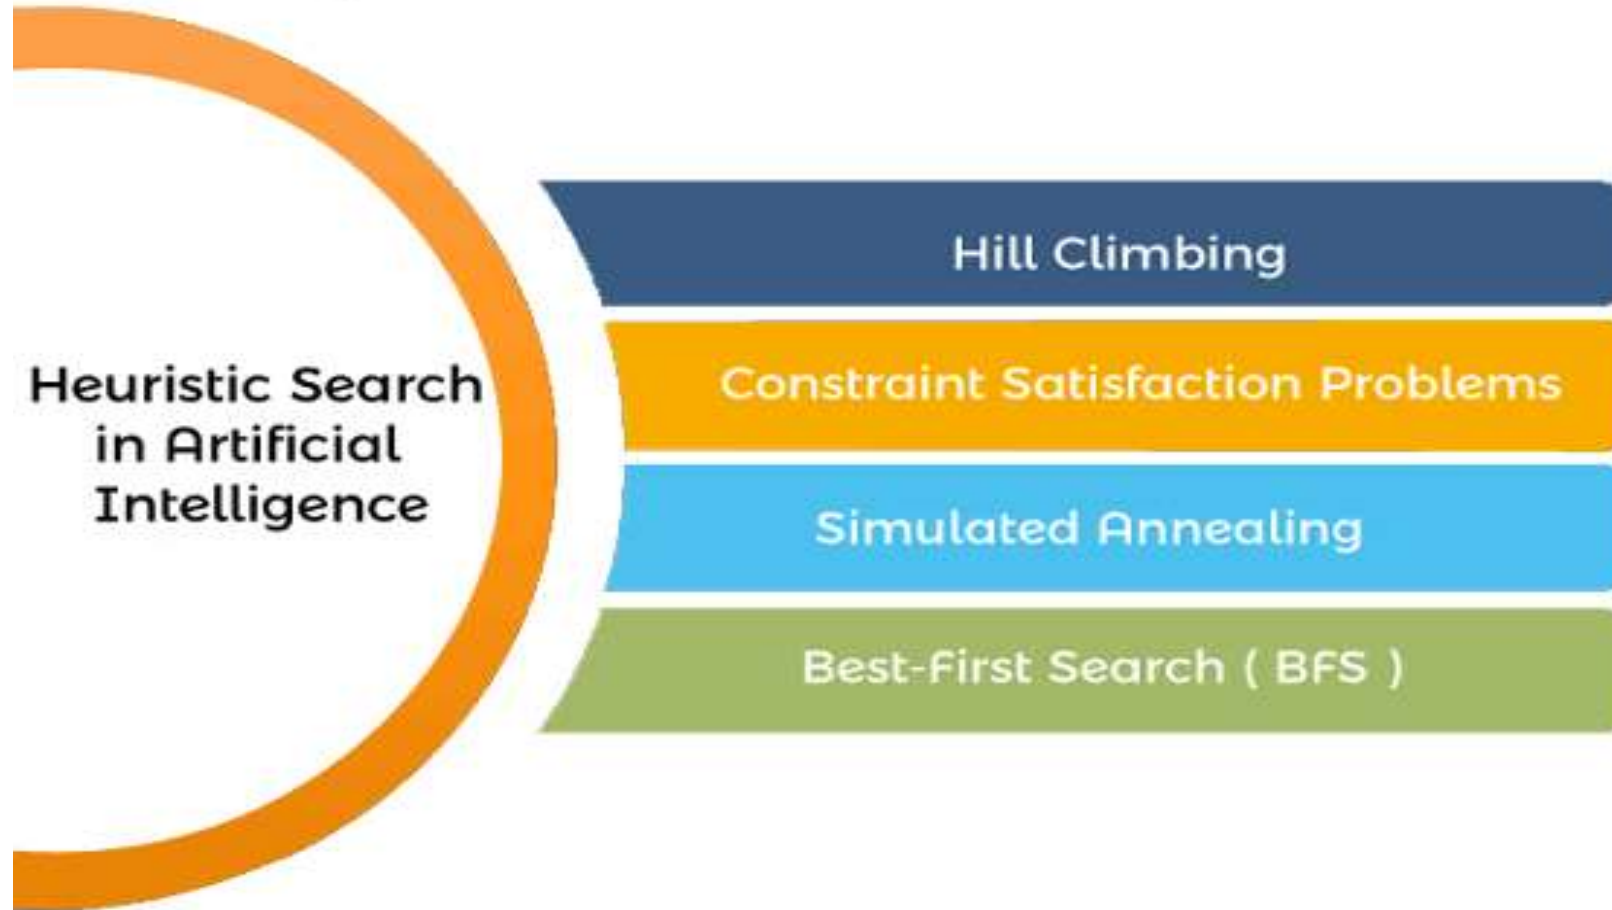 Heuristic Search
in Artificial
Intelligence
Hill Climbing
Constraint Satisfaction Problems
Simulated Annealing
Best-First Search ( BFS )